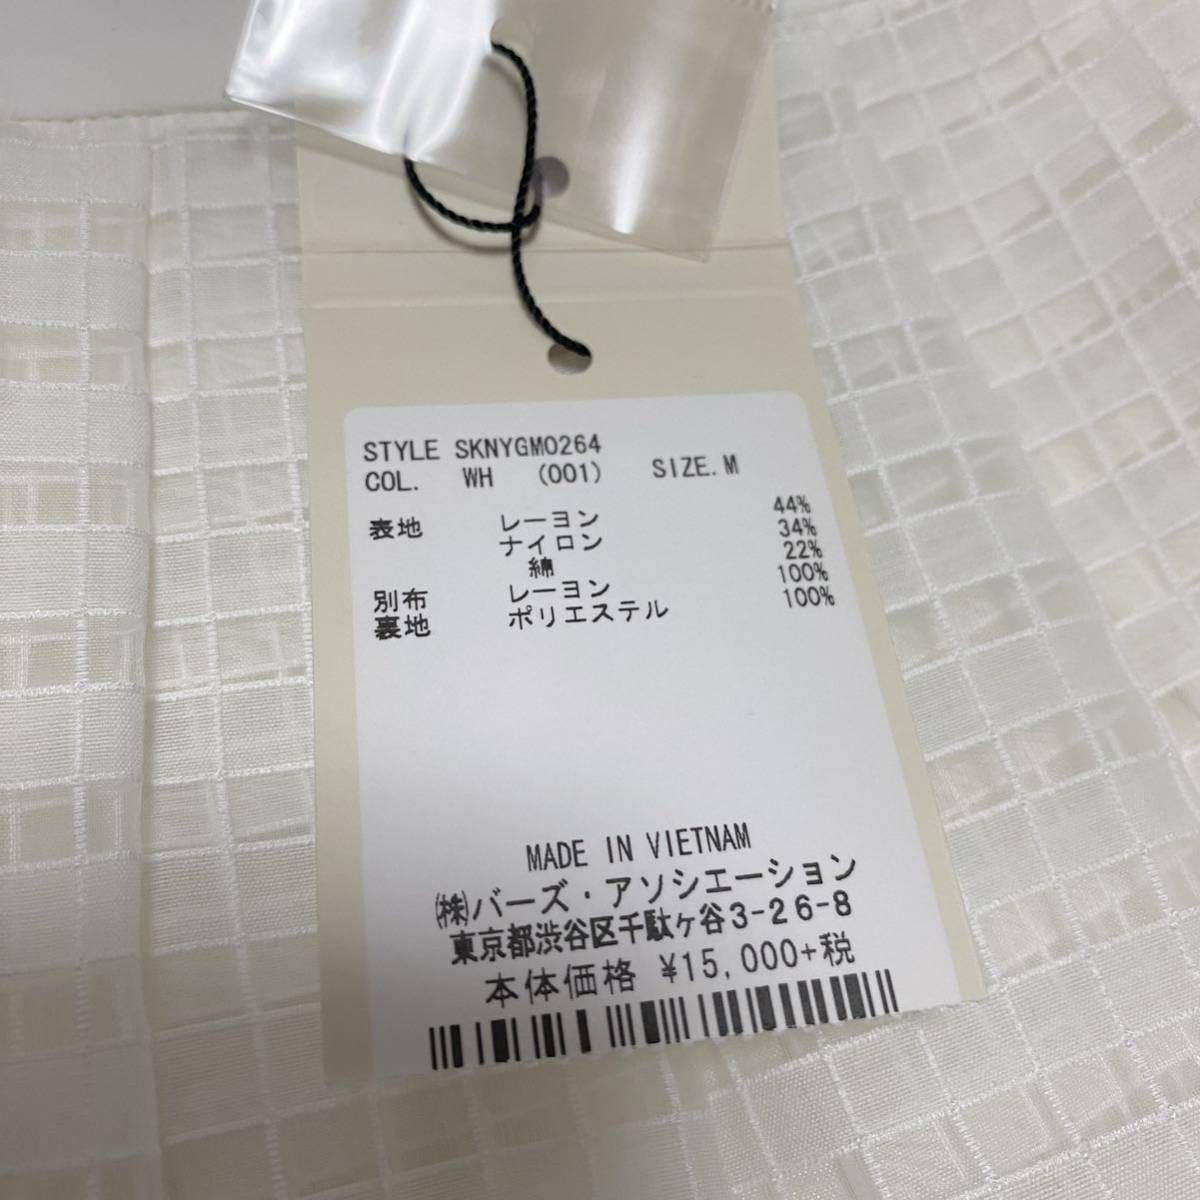 STYLE SKNYGM0264
COL. WH (001) SIZE. M
表地 レーヨン 44%
ナイロン 34%
綿 22%
別布 レーヨン 100%
裏地 ポリエステル 100%
MADE IN VIETNAM
㈱バーズ・アソシエーション
東京都渋谷区千駄ヶ谷3-26-8
本体価格 ¥15,000+税